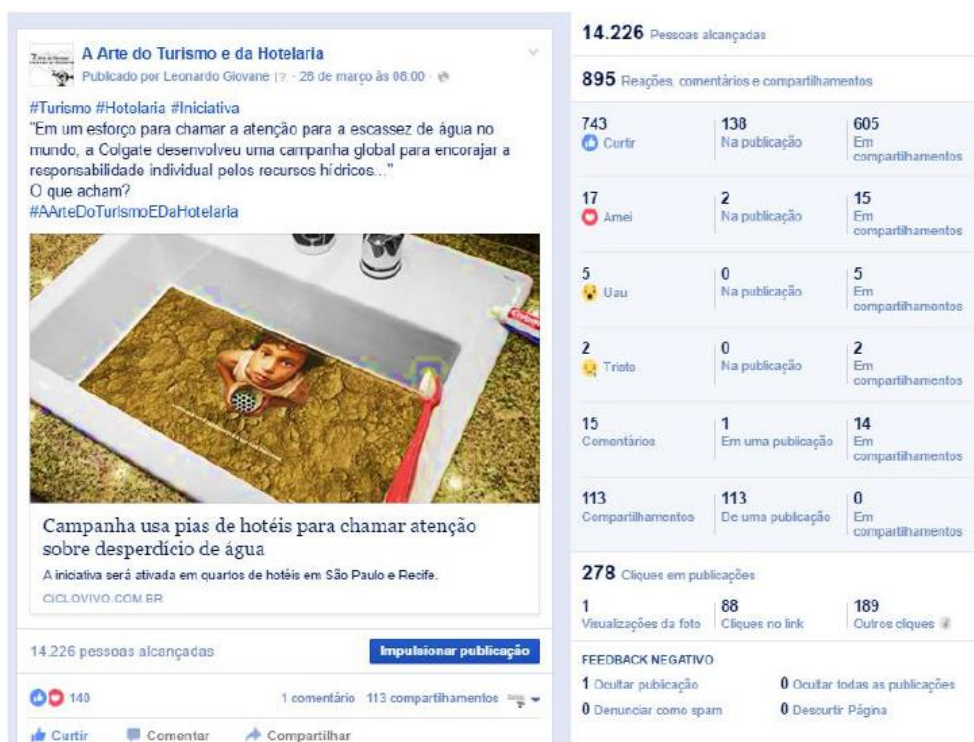 A Arte do Turismo e da Hotelaria
Publicado por Leonardo Giovane [?] · 28 de março às 08:00 ·
#Turismo #Hotelaria #Iniciativa
"Em um esforço para chamar a atenção para a escassez de água no
mundo, a Colgate desenvolveu uma campanha global para encorajar a
responsabilidade individual pelos recursos hídricos..."
O que acham?
#AArteDoTurismoEDaHotelaria
Campanha usa pias de hotéis para chamar atenção
sobre desperdício de água
A iniciativa será ativada em quartos de hotéis em São Paulo e Recife.
CICLOVIVO.COM.BR
14.226 pessoas alcançadas
Impulsionar publicação
140
1 comentário 113 compartilhamentos
Curtir Comentar Compartilhar
14.226 Pessoas alcançadas
895 Reações, comentários e compartilhamentos
743 138 605
Curtir Na publicação Em
compartilhamentos
17 2 15
Amei Na publicação Em
compartilhamentos
5 0 5
Uau Na publicação Em
compartilhamentos
2 0 2
Triste Na publicação Em
compartilhamentos
15 1 14
Comentários Em uma publicação Em
compartilhamentos
113 113 0
Compartilhamentos De uma publicação Em
compartilhamentos
278 Cliques em publicações
1 88 189
Visualizações da foto Cliques no link Outros cliques
FEEDBACK NEGATIVO
1 Ocultar publicação 0 Ocultar todas as publicações
0 Denunciar como spam 0 Descurtir Página